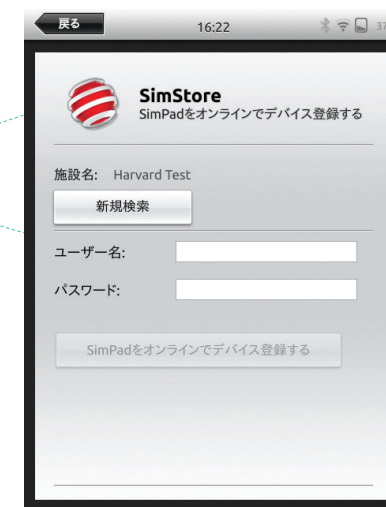 戻る 16:22 37
SimStore
SimPadをオンラインでデバイス登録する
施設名: Harvard Test
新規検索
ユーザー名:
パスワード:
SimPadをオンラインでデバイス登録する